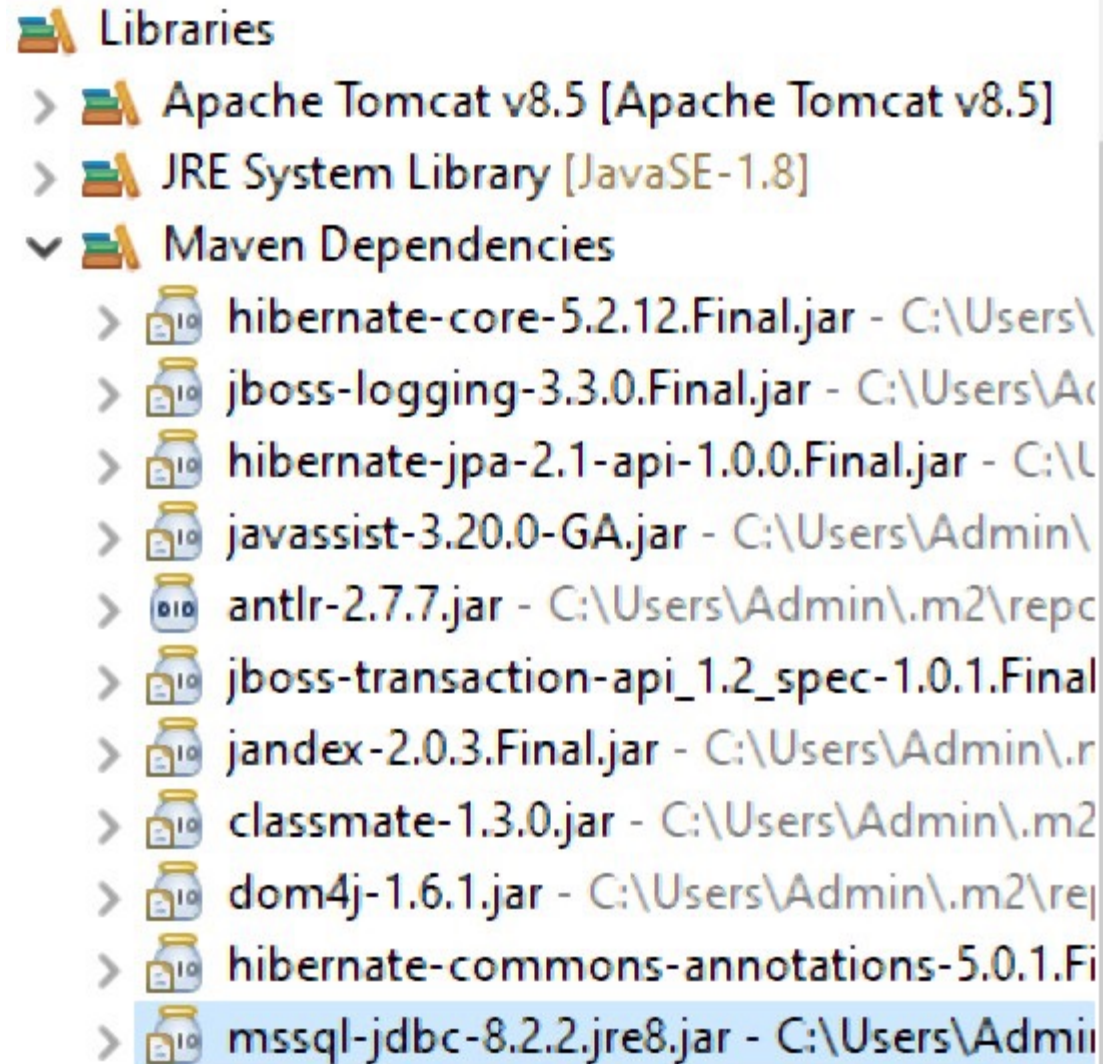 Libraries
Apache Tomcat v8.5 [Apache Tomcat v8.5]
JRE System Library [JavaSE-1.8]
Maven Dependencies
hibernate-core-5.2.12.Final.jar - C:\Users\
jboss-logging-3.3.0.Final.jar - C:\Users\Ad
hibernate-jpa-2.1-api-1.0.0.Final.jar - C:\U
javassist-3.20.0-GA.jar - C:\Users\Admin\
antlr-2.7.7.jar - C:\Users\Admin\.m2\repo
jboss-transaction-api_1.2_spec-1.0.1.Final
jandex-2.0.3.Final.jar - C:\Users\Admin\.r
classmate-1.3.0.jar - C:\Users\Admin\.m2
dom4j-1.6.1.jar - C:\Users\Admin\.m2\rep
hibernate-commons-annotations-5.0.1.Fi
mssql-jdbc-8.2.2.jre8.jar - C:\Users\Admin